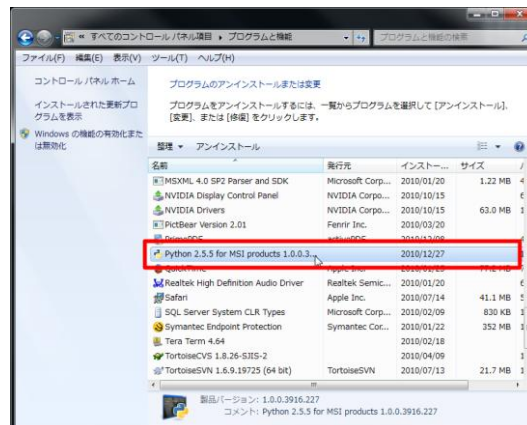 すべてのコントロール パネル項目 ▸ プログラムと機能
プログラムと機能の検索
ファイル(F) 編集(E) 表示(V) ツール(T) ヘルプ(H)
コントロール パネル ホーム
インストールされた更新プログラムを表示
Windows の機能の有効化または無効化
プログラムのアンインストールまたは変更
プログラムをアンインストールするには、一覧からプログラムを選択して [アンインストール]、
[変更]、または [修復] をクリックします。
整理 ▼ アンインストール
名前 発行元 インストー... サイズ
MSXML 4.0 SP2 Parser and SDK Microsoft Corp... 2010/01/20 1.22 MB
NVIDIA Display Control Panel NVIDIA Corpo... 2010/10/15
NVIDIA Drivers NVIDIA Corpo... 2010/10/15 63.0 MB
PictBear Version 2.01 Fenrir Inc. 2010/03/20
Python 2.5.5 for MSI products 1.0.0.3... 2010/12/27
Realtek High Definition Audio Driver Realtek Semic... 2010/01/20
Safari Apple Inc. 2010/07/14 41.1 MB
SQL Server System CLR Types Microsoft Corp... 2010/02/09 830 KB
Symantec Endpoint Protection Symantec Cor... 2010/01/22 352 MB
Tera Term 4.64 2010/02/18
TortoiseCVS 1.8.26-SJIS-2 2010/04/09
TortoiseSVN 1.6.9.19725 (64 bit) TortoiseSVN 2010/07/13 21.7 MB
製品バージョン: 1.0.0.3916.227
コメント: Python 2.5.5 for MSI products 1.0.0.3916.227